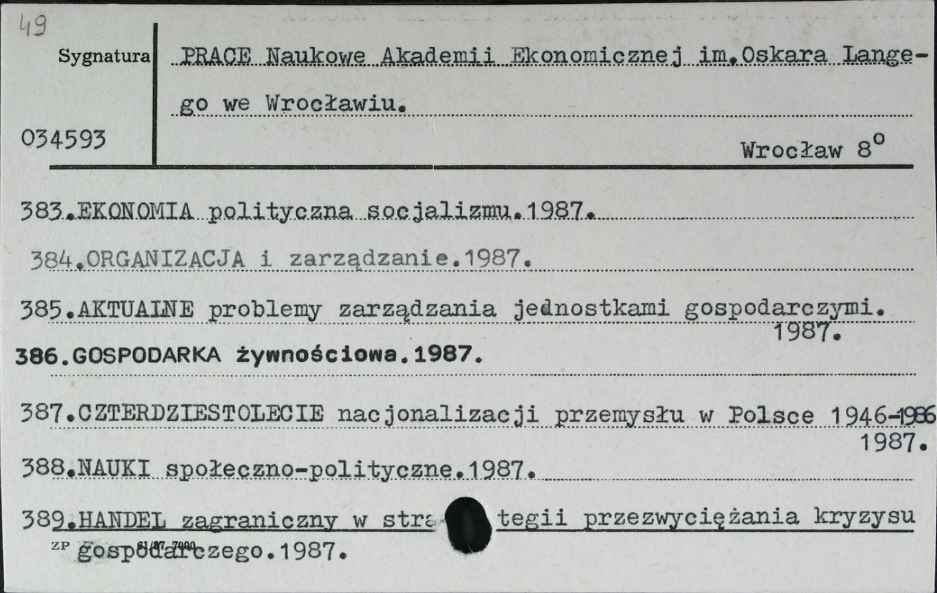 49
Sygnatura PRACE Naukowe Akademii Ekonomicznej im.Oskara Lange-
go we Wrocławiu.
034593
Wrocław 8o
383.EKONOMIA polityczna socjalizmu.1987.
384.ORGANIZACJA i zarządzanie.1987.
385.AKTUALNE problemy zarządzania jednostkami gospodarczymi.
1987.
386.GOSPODARKA żywnościowa.1987.
387.CZTERDZIESTOLECIE nacjonalizacji przemysłu w Polsce 1946-1986
1987.
388.NAUKI społeczno-polityczne.1987.
389.HANDEL zagraniczny w stra tegii przezwyciężania kryzysu
ZP gospodarczego.1987.